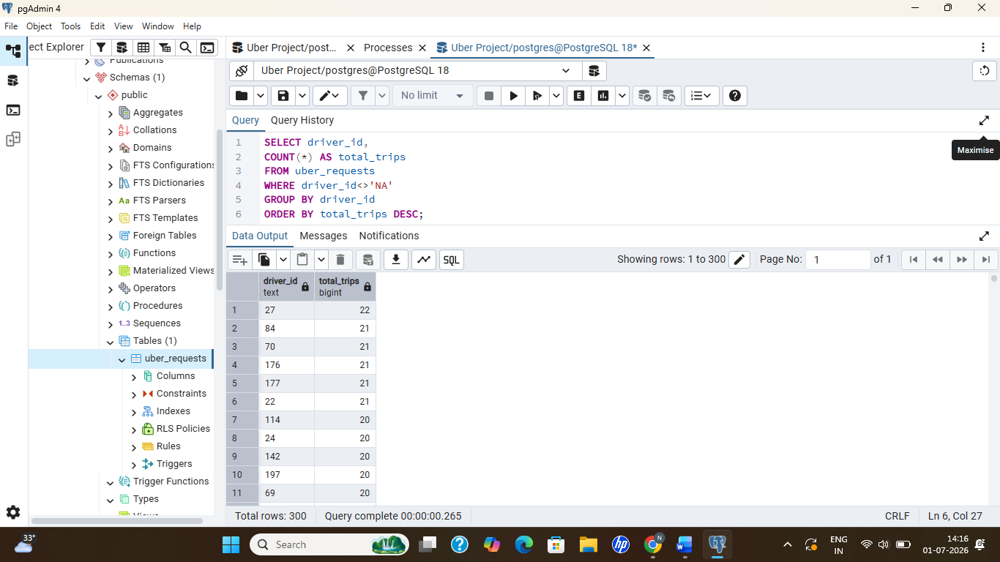 pgAdmin 4
File Object Tools Edit View Window Help
ect Explorer
Uber Project/post... Processes Uber Project/postgres@PostgreSQL 18*
Publications
Schemas (1)
public
Aggregates
Collations
Domains
FTS Configurations
FTS Dictionaries
Aa FTS Parsers
FTS Templates
Foreign Tables
Functions
Materialized Views
Operators
Procedures
1..3 Sequences
Tables (1)
uber_requests
Columns
Constraints
Indexes
RLS Policies
Rules
Triggers
Trigger Functions
Types
Uber Project/postgres@PostgreSQL 18
No limit
E
Query Query History
Maximise
1 SELECT driver_id,
2 COUNT(*) AS total_trips
3 FROM uber_requests
4 WHERE driver_id<>'NA'
5 GROUP BY driver_id
6 ORDER BY total_trips DESC;
Data Output Messages Notifications
SQL
Showing rows: 1 to 300 Page No: 1 of 1
driver_id total_trips
text bigint
1 27 22
2 84 21
3 70 21
4 176 21
5 177 21
6 22 21
7 114 20
8 24 20
9 142 20
10 197 20
11 69 20
Total rows: 300 Query complete 00:00:00.265 CRLF Ln 6, Col 27
33°
Search
hp
N
ENG
IN
14:16
01-07-2026